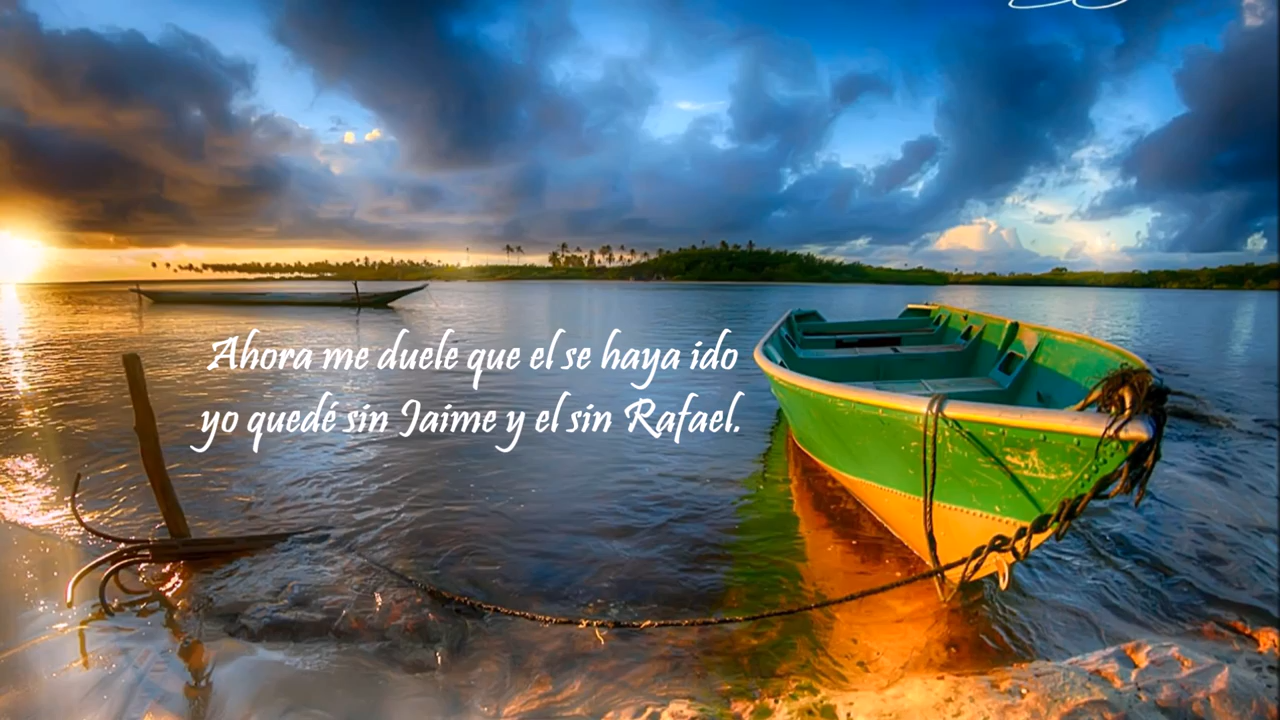 Ahora me duele que el se haya ido
yo quedé sin Jaime y el sin Rafael.